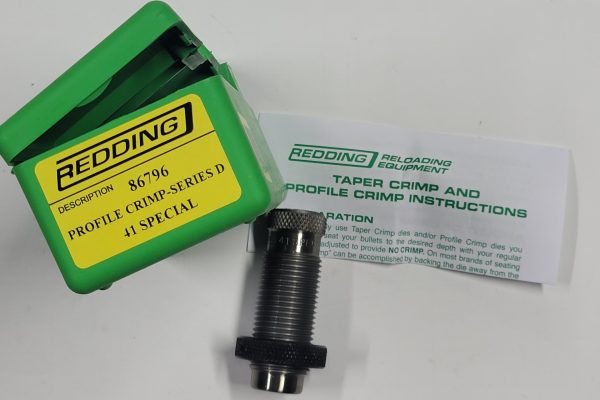 REDDING
DESCRIPTION 86796
PROFILE CRIMP-SERIES D
41 SPECIAL
REDDING RELOADING
EQUIPMENT
TAPER CRIMP AND
PROFILE CRIMP INSTRUCTIONS
ARATION
use Taper Crimp dies and/or Profile Crimp dies you
seat your bullets to the desired depth with your regular
adjusted to provide NO CRIMP. On most brands of seating
can be accomplished by backing the die away from the
41